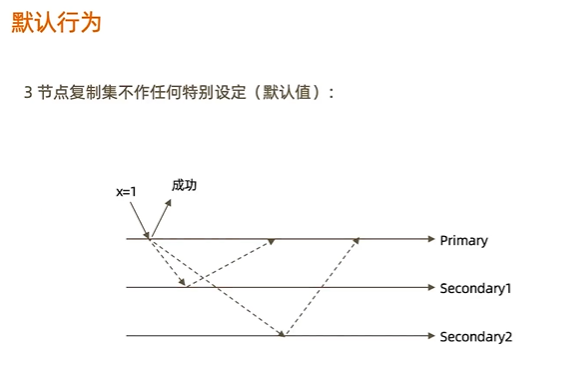 默认行为
3 节点复制集不作任何特别设定（默认值）:
x=1
成功
Primary
Secondary1
Secondary2